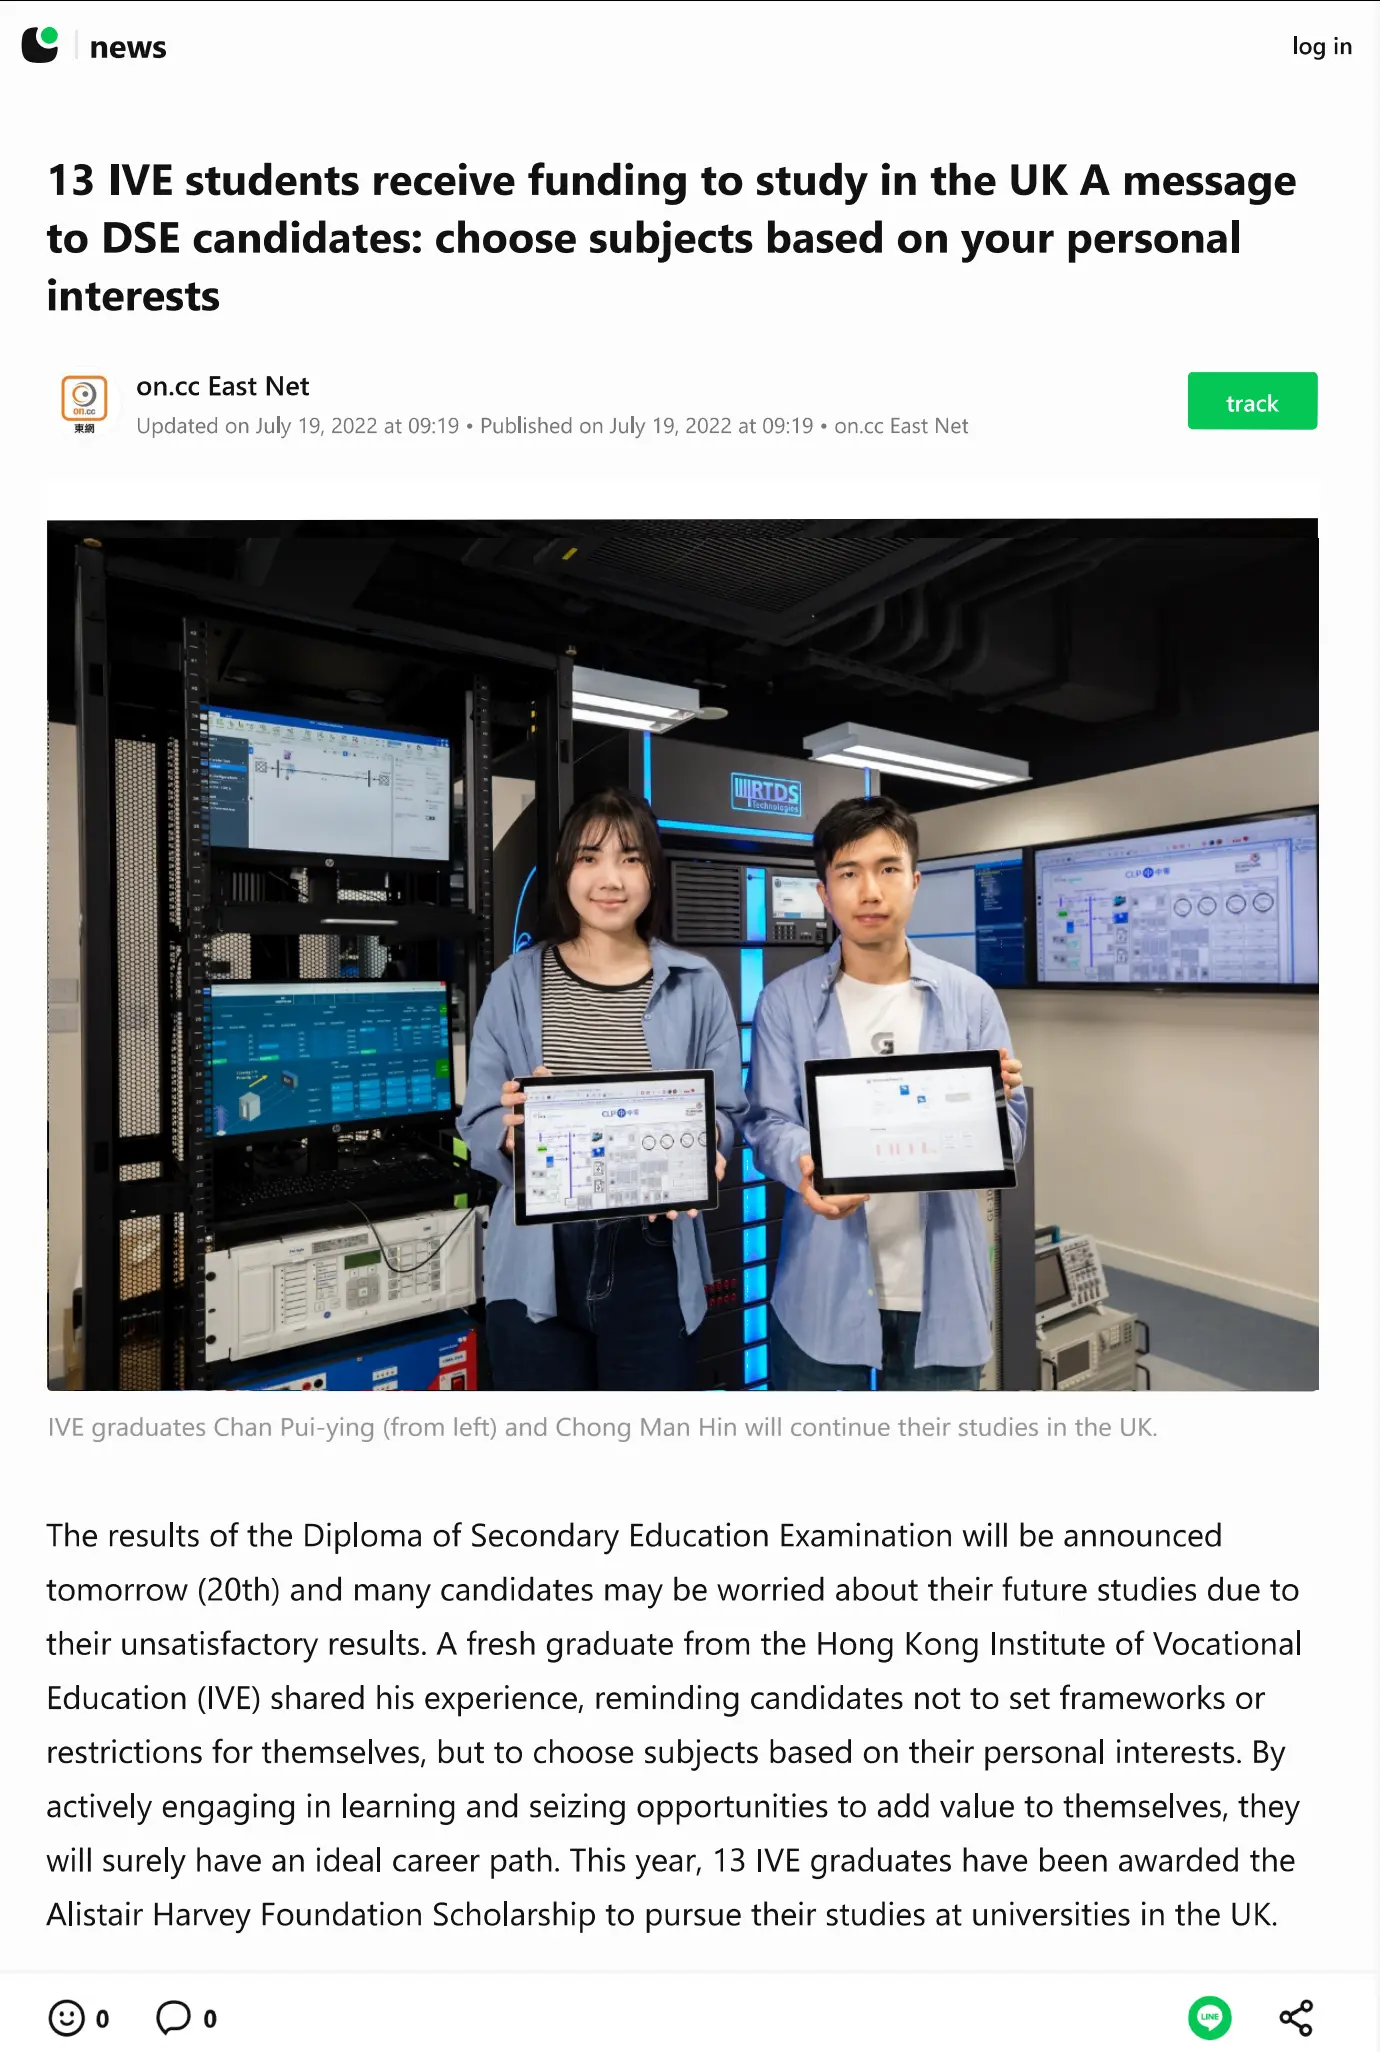 news
log in
13 IVE students receive funding to study in the UK A message
to DSE candidates: choose subjects based on your personal
interests
on.cc
東網
on.cc East Net
Updated on July 19, 2022 at 09:19 • Published on July 19, 2022 at 09:19 • on.cc East Net
track
RTDS
Technologies
CLP 中電
CLP 中電
G
IVE graduates Chan Pui-ying (from left) and Chong Man Hin will continue their studies in the UK.
The results of the Diploma of Secondary Education Examination will be announced
tomorrow (20th) and many candidates may be worried about their future studies due to
their unsatisfactory results. A fresh graduate from the Hong Kong Institute of Vocational
Education (IVE) shared his experience, reminding candidates not to set frameworks or
restrictions for themselves, but to choose subjects based on their personal interests. By
actively engaging in learning and seizing opportunities to add value to themselves, they
will surely have an ideal career path. This year, 13 IVE graduates have been awarded the
Alistair Harvey Foundation Scholarship to pursue their studies at universities in the UK.
0
0
LINE